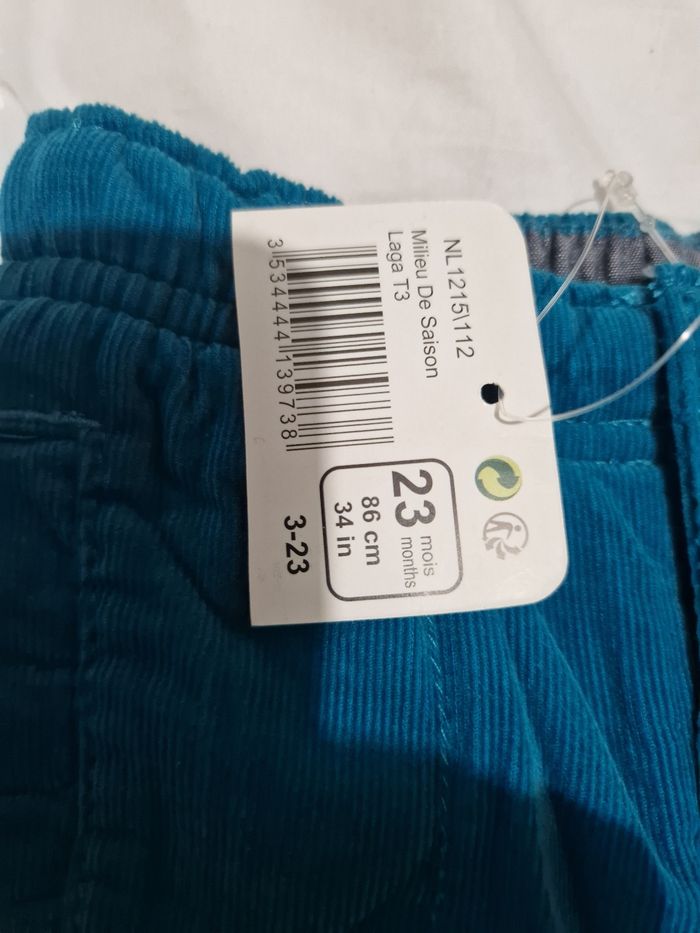 NL1215\112
Milieu De Saison
Laga T3
3534444139738
23 mois
months
86 cm
34 in
3-23